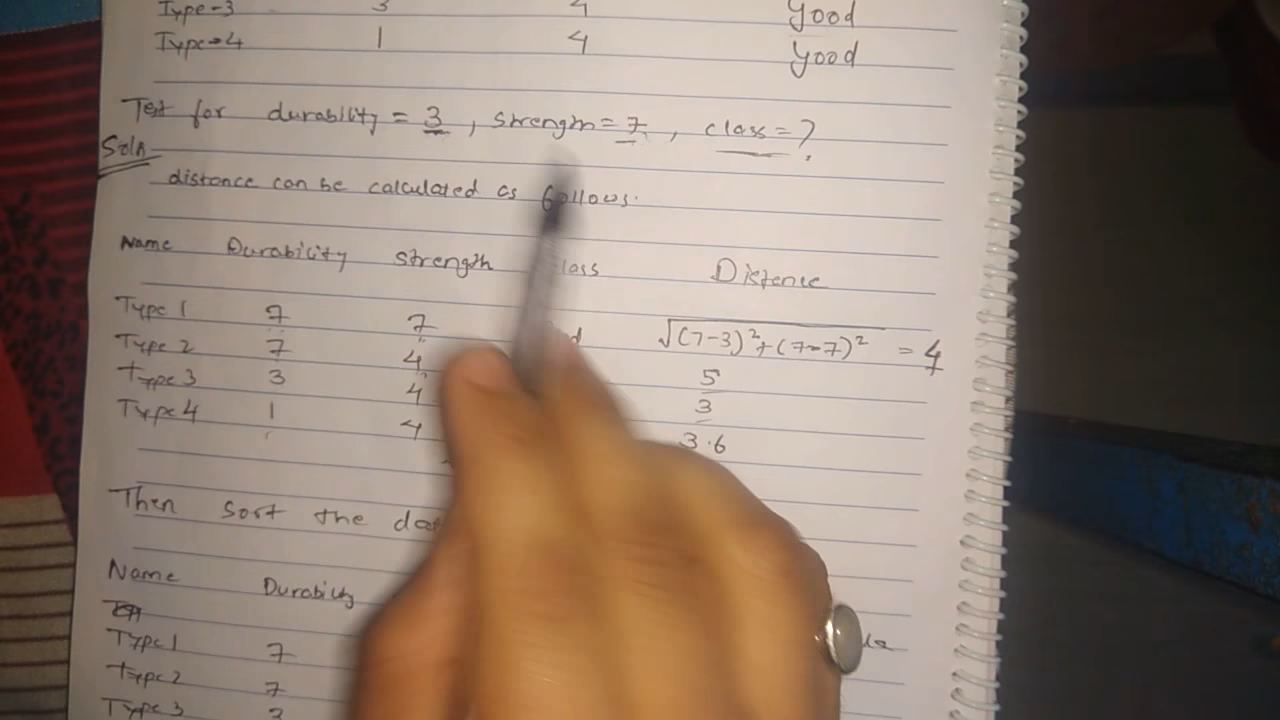 Type-3 3 4 Good
Type-4 1 4 Good
Test for durability = 3, strength = 7, class = ?
Soln
distance can be calculated as follows.
Name Durability strength Distance
Type 1 7 7 √(7-3)²+(7-7)² = 4
Type 2 7 4 5
Type 3 3 4 3
Type 4 1 4 3.6
Then sort the
Name Durability
Type 1 7
Type 2 7
Type 3 3